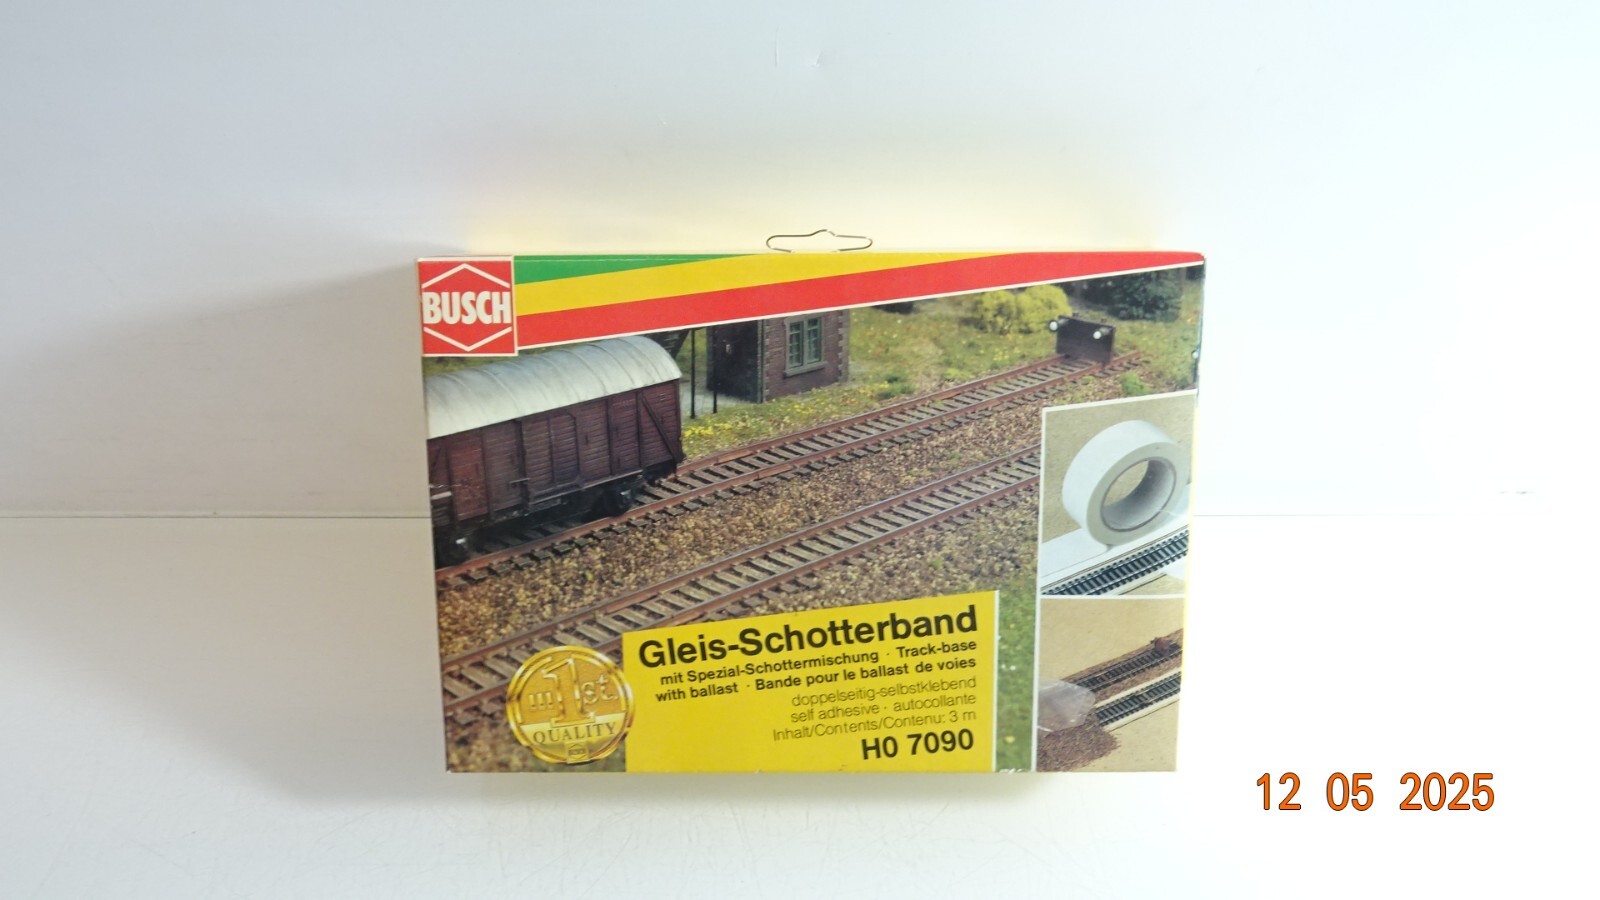 BUSCH
Gleis-Schotterband
mit Spezial-Schottermischung · Track-base
with ballast · Bande pour le ballast de voies
doppelseitig-selbstklebend
self adhesive · autocollante
Inhalt/Contents/Contenu: 3 m
H0 7090
1st.
QUALITY
12 05 2025